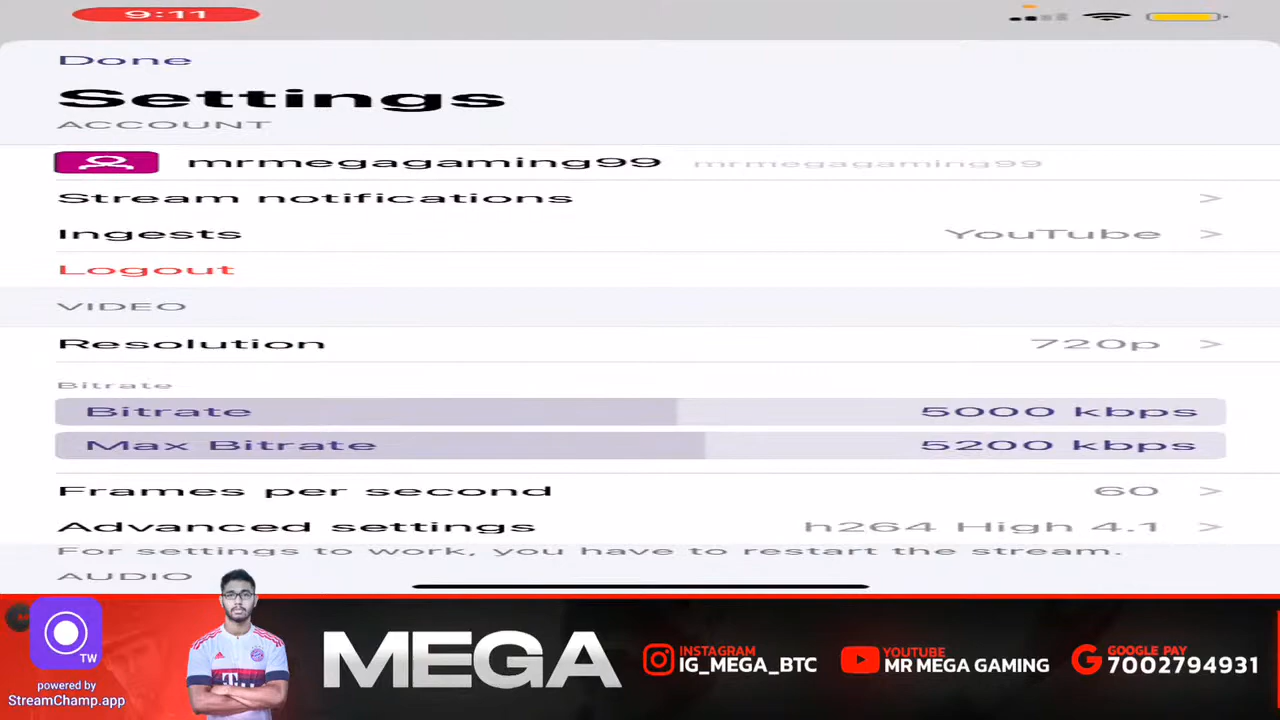 9:11
Done
Settings
ACCOUNT
mrmegagaming99 mrmegagaming99
Stream notifications >
Ingests YouTube >
Logout
VIDEO
Resolution 720p >
Bitrate
Bitrate 5000 kbps
Max Bitrate 5200 kbps
Frames per second 60 >
Advanced settings h264 High 4.1 >
For settings to work, you have to restart the stream.
AUDIO
TW
powered by
StreamChamp.app
MEGA
INSTAGRAM
IG_MEGA_BTC
YOUTUBE
MR MEGA GAMING
GOOGLE PAY
7002794931